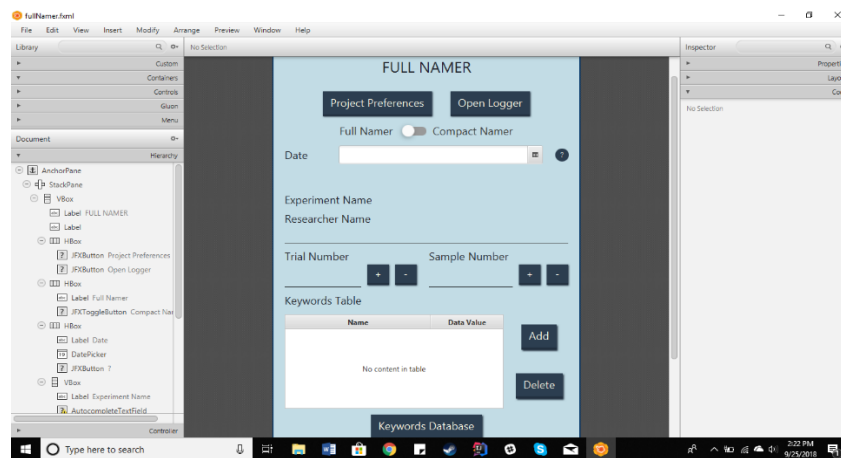 fullNamer.fxml
File Edit View Insert Modify Arrange Preview Window Help
Library
No Selection
Inspector
Custom
Containers
Controls
Gluon
Menu
Document
Hierarchy
AnchorPane
StackPane
VBox
Label FULL NAMER
Label
HBox
JFXButton Project Preferences
JFXButton Open Logger
HBox
Label Full Namer
JFXToggleButton Compact Nar
HBox
Label Date
DatePicker
JFXButton ?
VBox
Label Experiment Name
AutocompleteTextField
Controller
FULL NAMER
Project Preferences Open Logger
Full Namer Compact Namer
Date ?
Experiment Name
Researcher Name
Trial Number Sample Number
+ - + -
Keywords Table
Name Data Value
No content in table
Add
Delete
Keywords Database
Properti
Layo
Co
No Selection
Type here to search
2:22 PM
9/25/2018